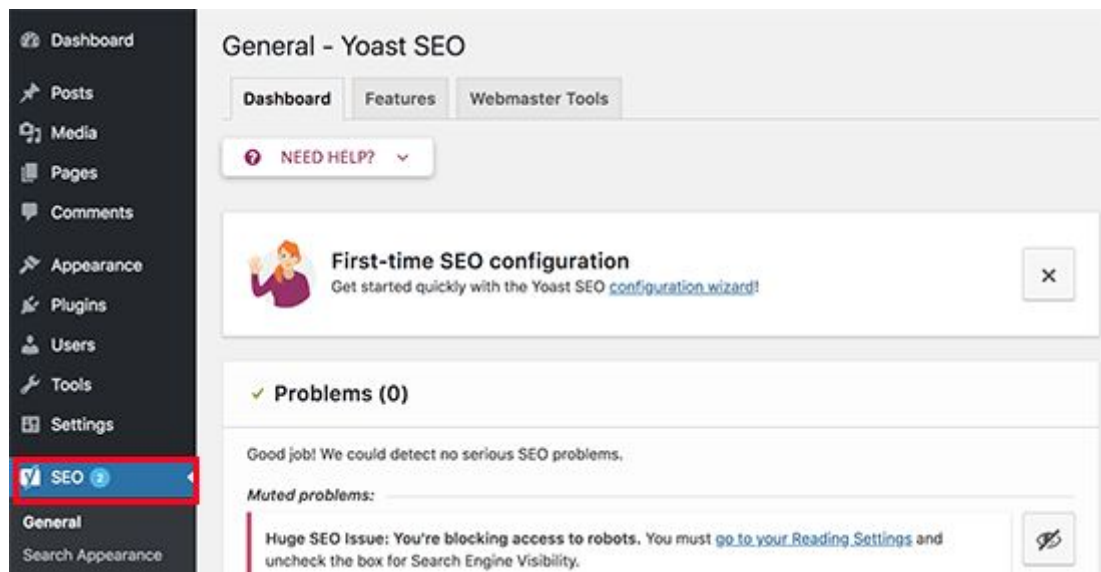 Dashboard
Posts
Media
Pages
Comments
Appearance
Plugins
Users
Tools
Settings
SEO 2
General
Search Appearance
General - Yoast SEO
Dashboard Features Webmaster Tools
NEED HELP?
First-time SEO configuration
Get started quickly with the Yoast SEO configuration wizard!
Problems (0)
Good job! We could detect no serious SEO problems.
Muted problems:
Huge SEO Issue: You're blocking access to robots. You must go to your Reading Settings and
uncheck the box for Search Engine Visibility.